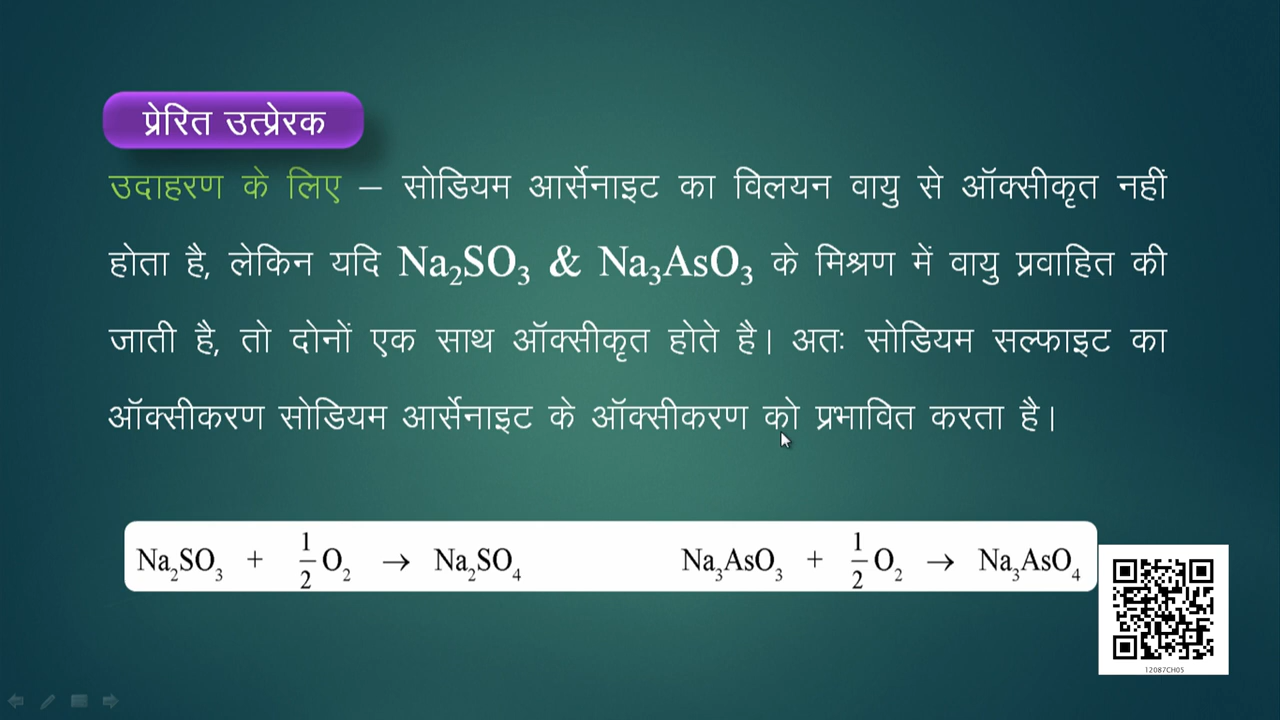 प्रेरित उत्प्रेरक
उदाहरण के लिए – सोडियम आर्सेनाइट का विलयन वायु से ऑक्सीकृत नहीं
होता है, लेकिन यदि Na₂SO₃ & Na₃AsO₃ के मिश्रण में वायु प्रवाहित की
जाती है, तो दोनों एक साथ ऑक्सीकृत होते है। अतः सोडियम सल्फाइट का
ऑक्सीकरण सोडियम आर्सेनाइट के ऑक्सीकरण को प्रभावित करता है।
Na₂SO₃ + 1/2 O₂ → Na₂SO₄ Na₃AsO₃ + 1/2 O₂ → Na₃AsO₄
12087CH05